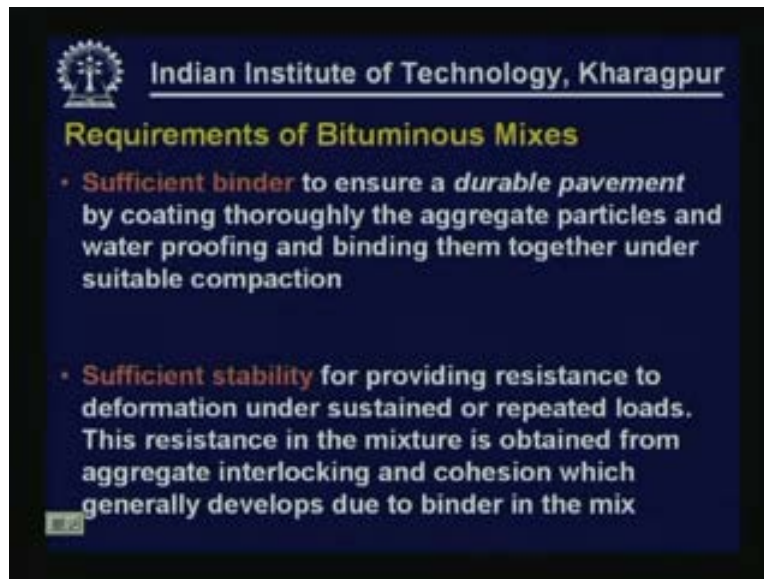 Indian Institute of Technology, Kharagpur
Requirements of Bituminous Mixes
• Sufficient binder to ensure a durable pavement
by coating thoroughly the aggregate particles and
water proofing and binding them together under
suitable compaction
• Sufficient stability for providing resistance to
deformation under sustained or repeated loads.
This resistance in the mixture is obtained from
aggregate interlocking and cohesion which
generally develops due to binder in the mix